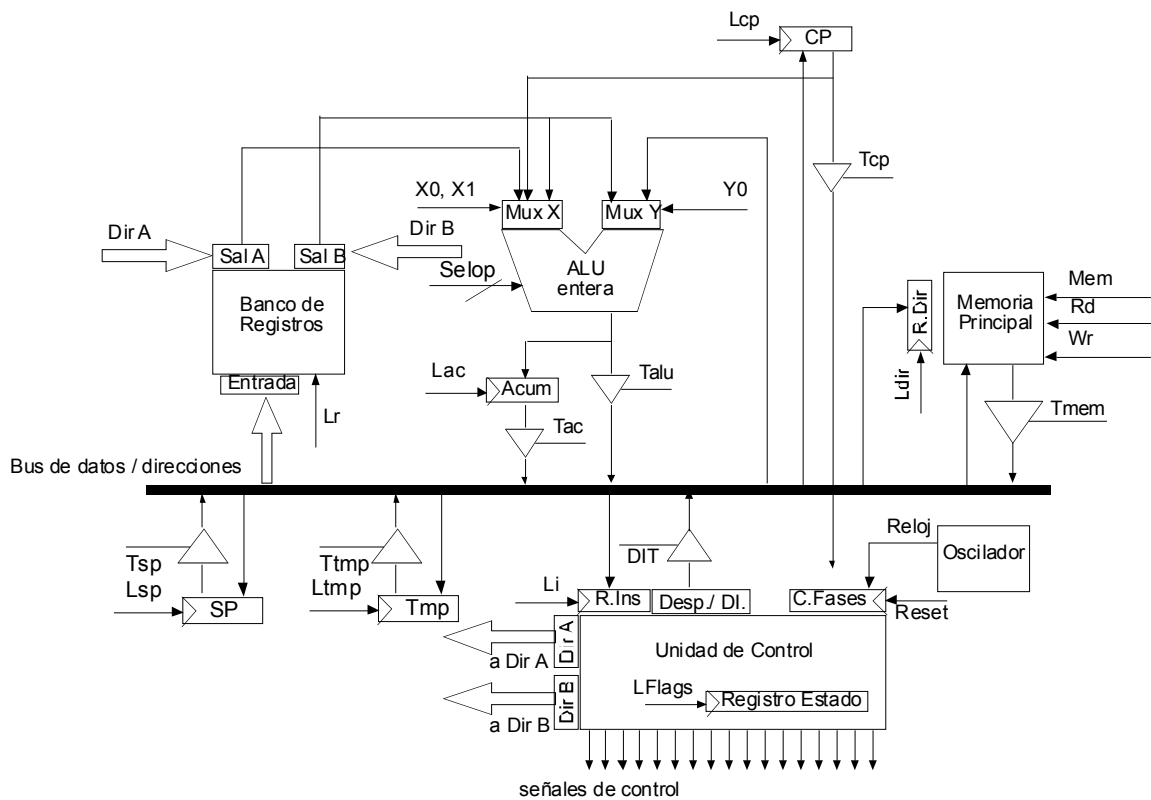 Lcp
CP
Tcp
X0, X1
Mux X
Mux Y
Y0
Dir A
Sal A
Sal B
Dir B
Selop
ALU
entera
Banco de
Registros
Entrada
Lr
Lac
Acum
Tac
Talu
R.Dir
Ldir
Memoria
Principal
Mem
Rd
Wr
Tmem
Bus de datos / direcciones
Tsp
Lsp
SP
Ttmp
Ltmp
Tmp
Li
R.Ins
DIT
Desp./ DI.
C.Fases
Reloj
Oscilador
Reset
Dir A
a Dir A
Dir B
a Dir B
Unidad de Control
LFlags
Registro Estado
señales de control